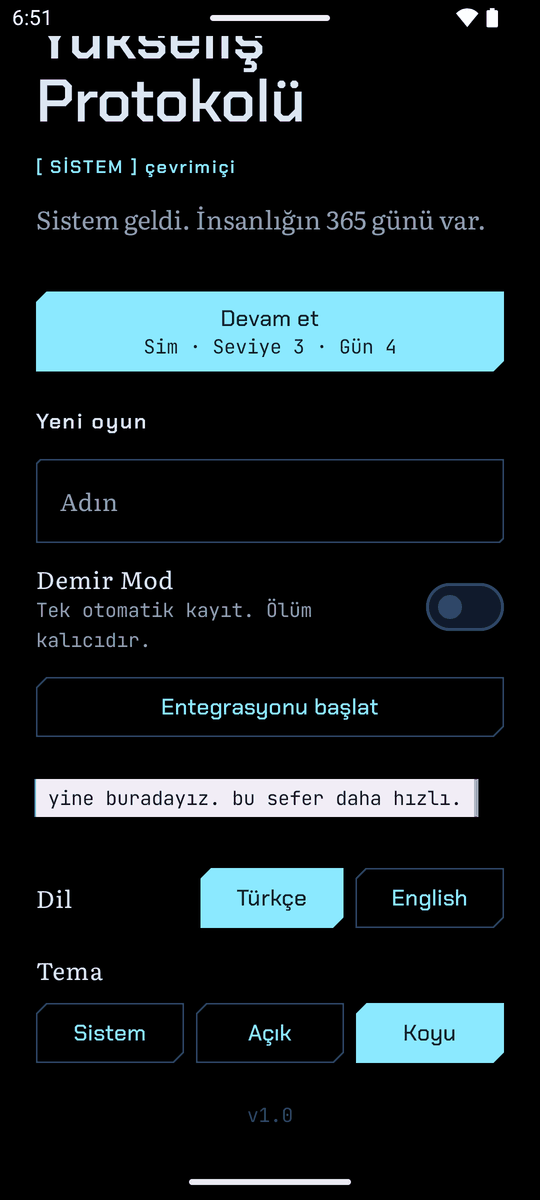 6:51
Yükseliş
Protokolü
[ SİSTEM ] çevrimiçi
Sistem geldi. İnsanlığın 365 günü var.
Devam et
Sim · Seviye 3 · Gün 4
Yeni oyun
Adın
Demir Mod
Tek otomatik kayıt. Ölüm
kalıcıdır.
Entegrasyonu başlat
yine buradayız. bu sefer daha hızlı.
Dil
Türkçe
English
Tema
Sistem
Açık
Koyu
v1.0